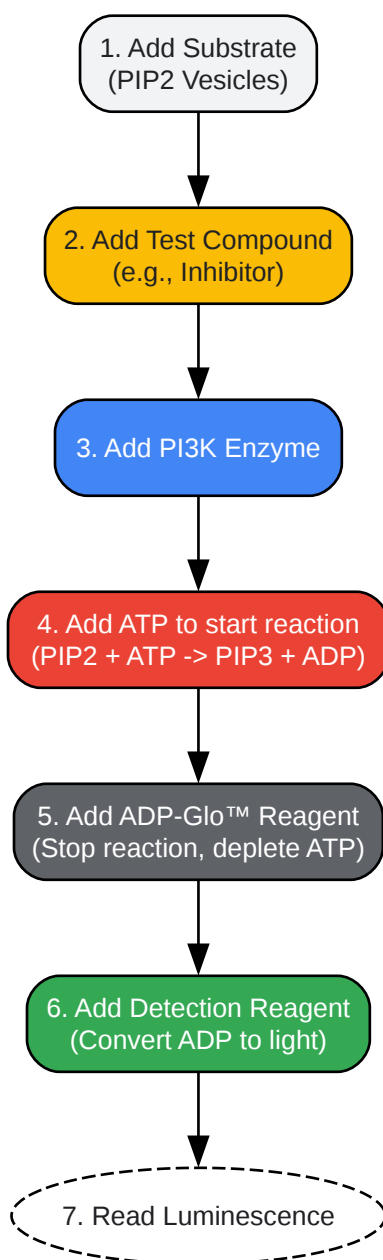 1. Add Substrate
(PIP2 Vesicles)
2. Add Test Compound
(e.g., Inhibitor)
3. Add PI3K Enzyme
4. Add ATP to start reaction
(PIP2 + ATP -> PIP3 + ADP)
5. Add ADP-Glo™ Reagent
(Stop reaction, deplete ATP)
6. Add Detection Reagent
(Convert ADP to light)
7. Read Luminescence